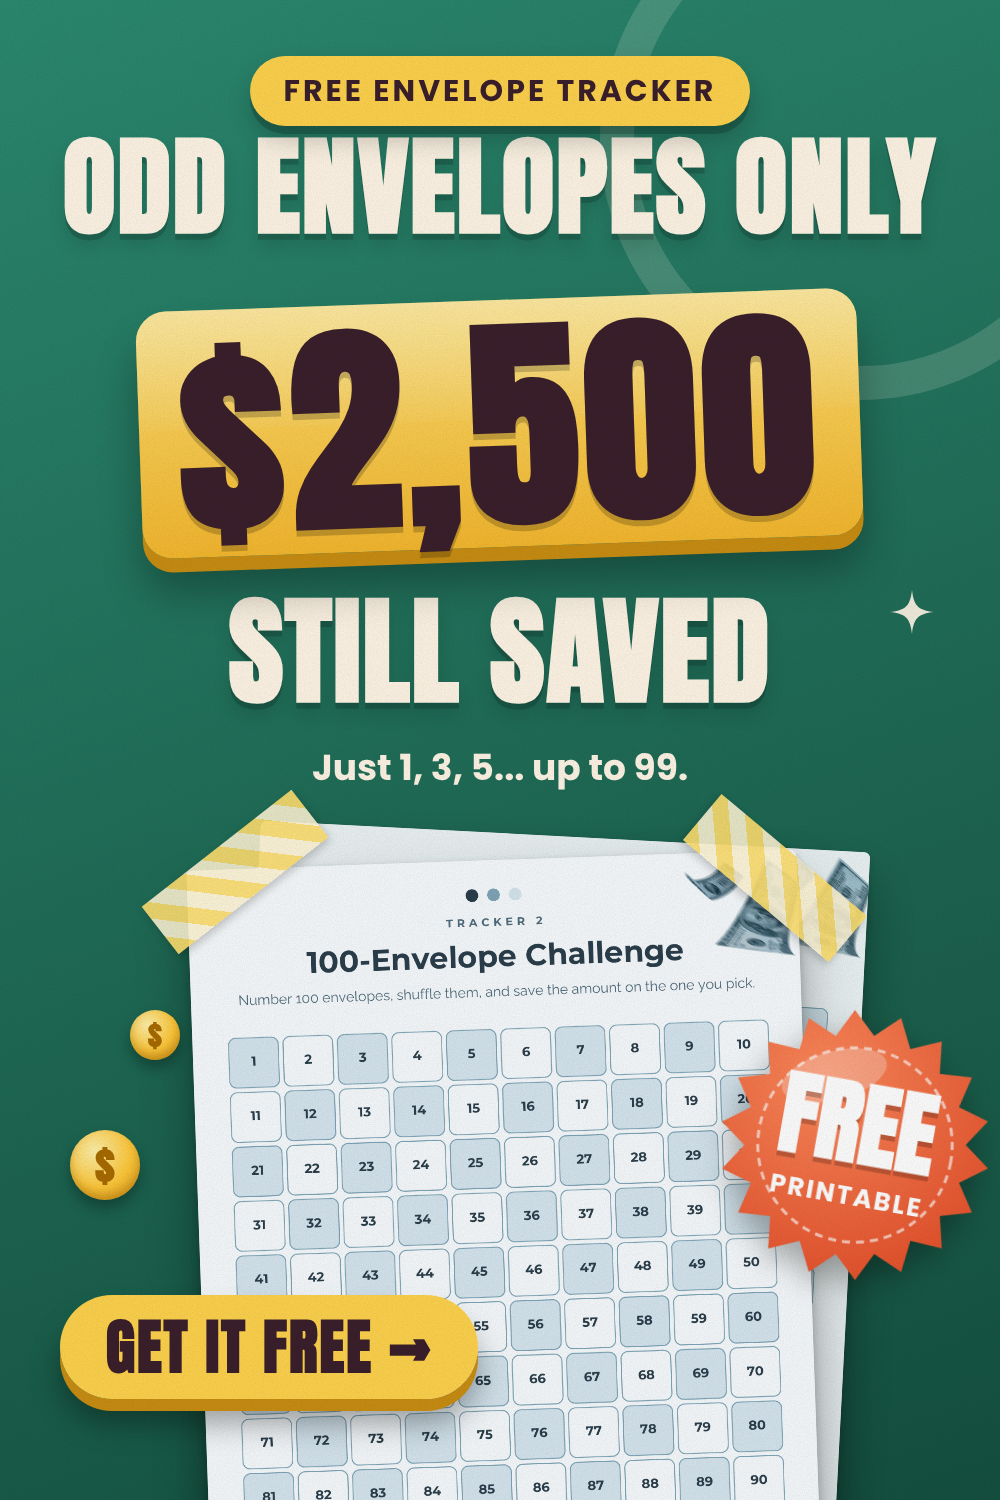 FREE ENVELOPE TRACKER
ODD ENVELOPES ONLY
$2,500
STILL SAVED
Just 1, 3, 5... up to 99.
TRACKER 2
100-Envelope Challenge
Number 100 envelopes, shuffle them, and save the amount on the one you pick.
1 2 3 4 5 6 7 8 9 10
11 12 13 14 15 16 17 18 19
21 22 23 24 25 26 27 28 29
31 32 33 34 35 36 37 38 39
41 42 43 44 45 46 47 48 49 50
55 56 57 58 59 60
65 66 67 68 69 70
71 72 73 74 75 76 77 78 79 80
81 82 83 84 85 86 87 88 89 90
$
$
FREE
PRINTABLE
GET IT FREE →